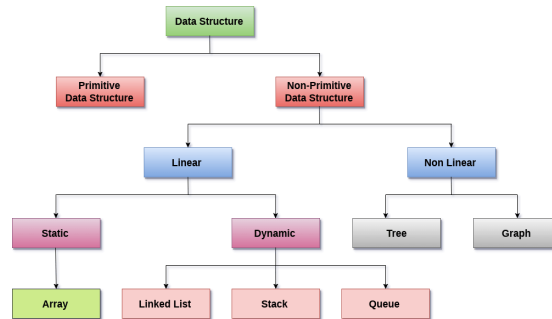 Data Structure
Primitive
Data Structure
Non-Primitive
Data Structure
Linear
Non Linear
Static
Dynamic
Tree
Graph
Array
Linked List
Stack
Queue